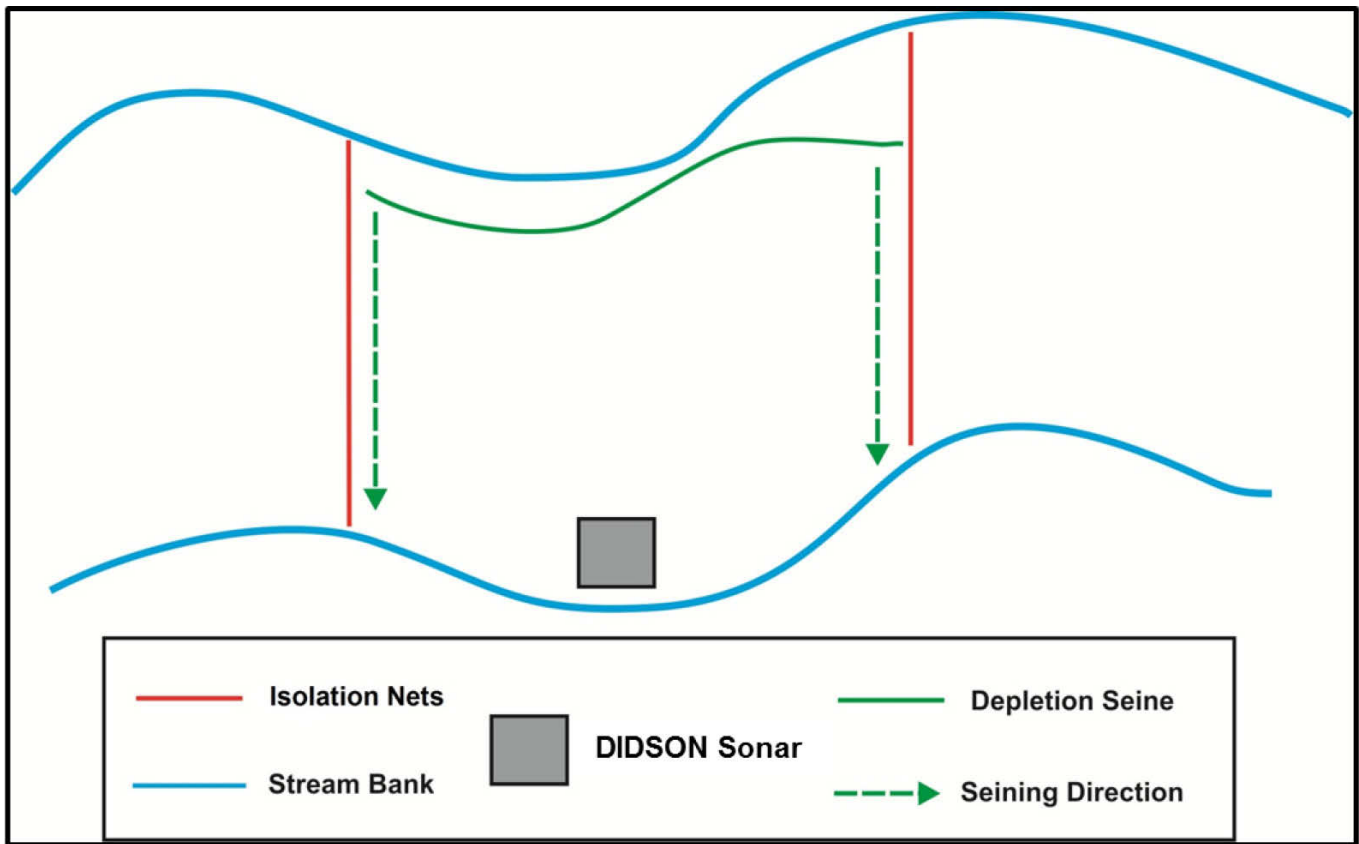 Isolation Nets
Depletion Seine
DIDSON Sonar
Stream Bank
Seining Direction